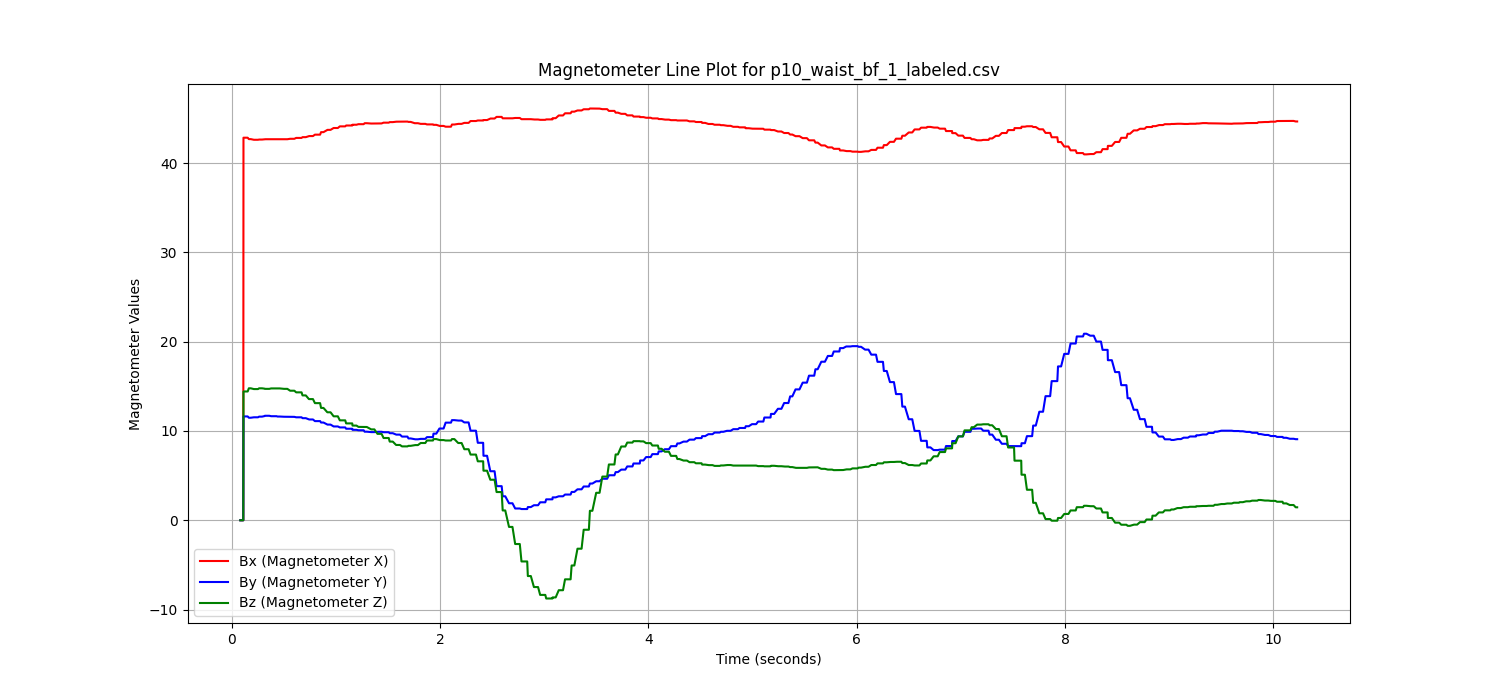 Magnetometer Line Plot for p10_waist_bf_1_labeled.csv
Magnetometer Values
40
30
20
10
0
−10
Bx (Magnetometer X)
By (Magnetometer Y)
Bz (Magnetometer Z)
0 2 4 6 8 10
Time (seconds)